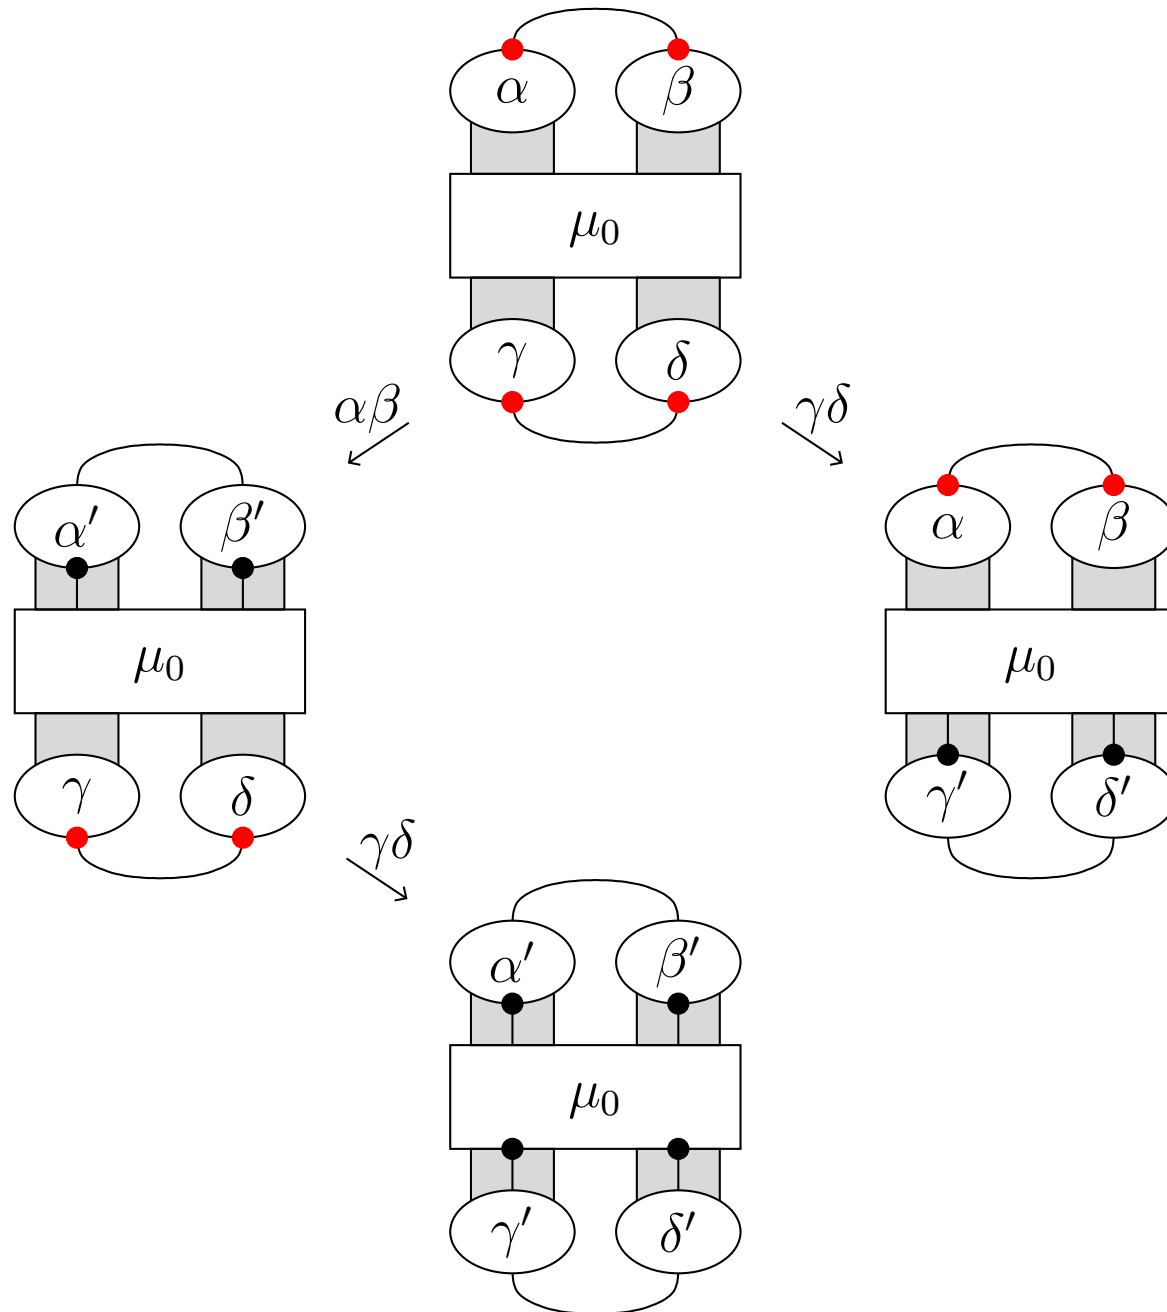 α β
μ₀
γ δ
αβ γδ
α′ β′ α β
μ₀ μ₀
γ δ γ′ δ′
γδ
α′ β′
μ₀
γ′ δ′